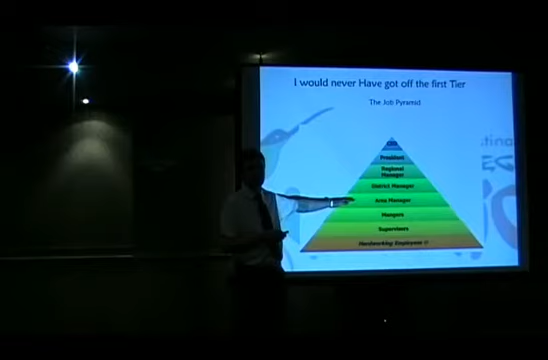 I would never Have got off the first Tier
The Job Pyramid
President
Regional
Manager
District Manager
Area Manager
Mangers
Supervisors
Hardworking Employees